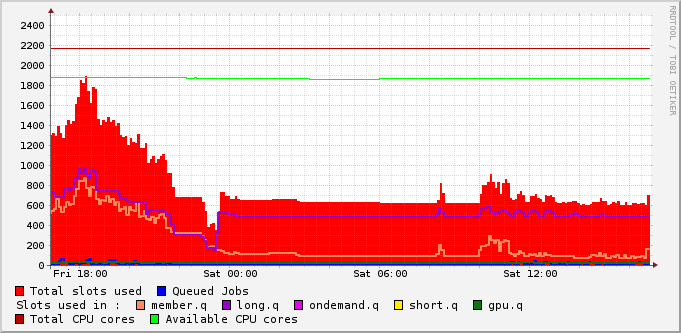 2400
2200
2000
1800
1600
1400
1200
1000
800
600
400
200
0
Fri 18:00 Sat 00:00 Sat 06:00 Sat 12:00
Total slots used Queued Jobs
Slots used in : member.q long.q ondemand.q short.q gpu.q
Total CPU cores Available CPU cores
RRDTOOL / TOBI OETIKER